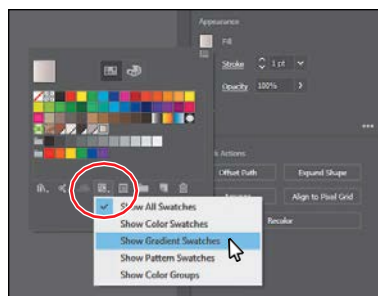 Appearance
Fill
Stroke 1 pt
Opacity 100%
Actions
Offset Path Expand Shape
Align to Pixel Grid
Recolor
Show All Swatches
Show Color Swatches
Show Gradient Swatches
Show Pattern Swatches
Show Color Groups